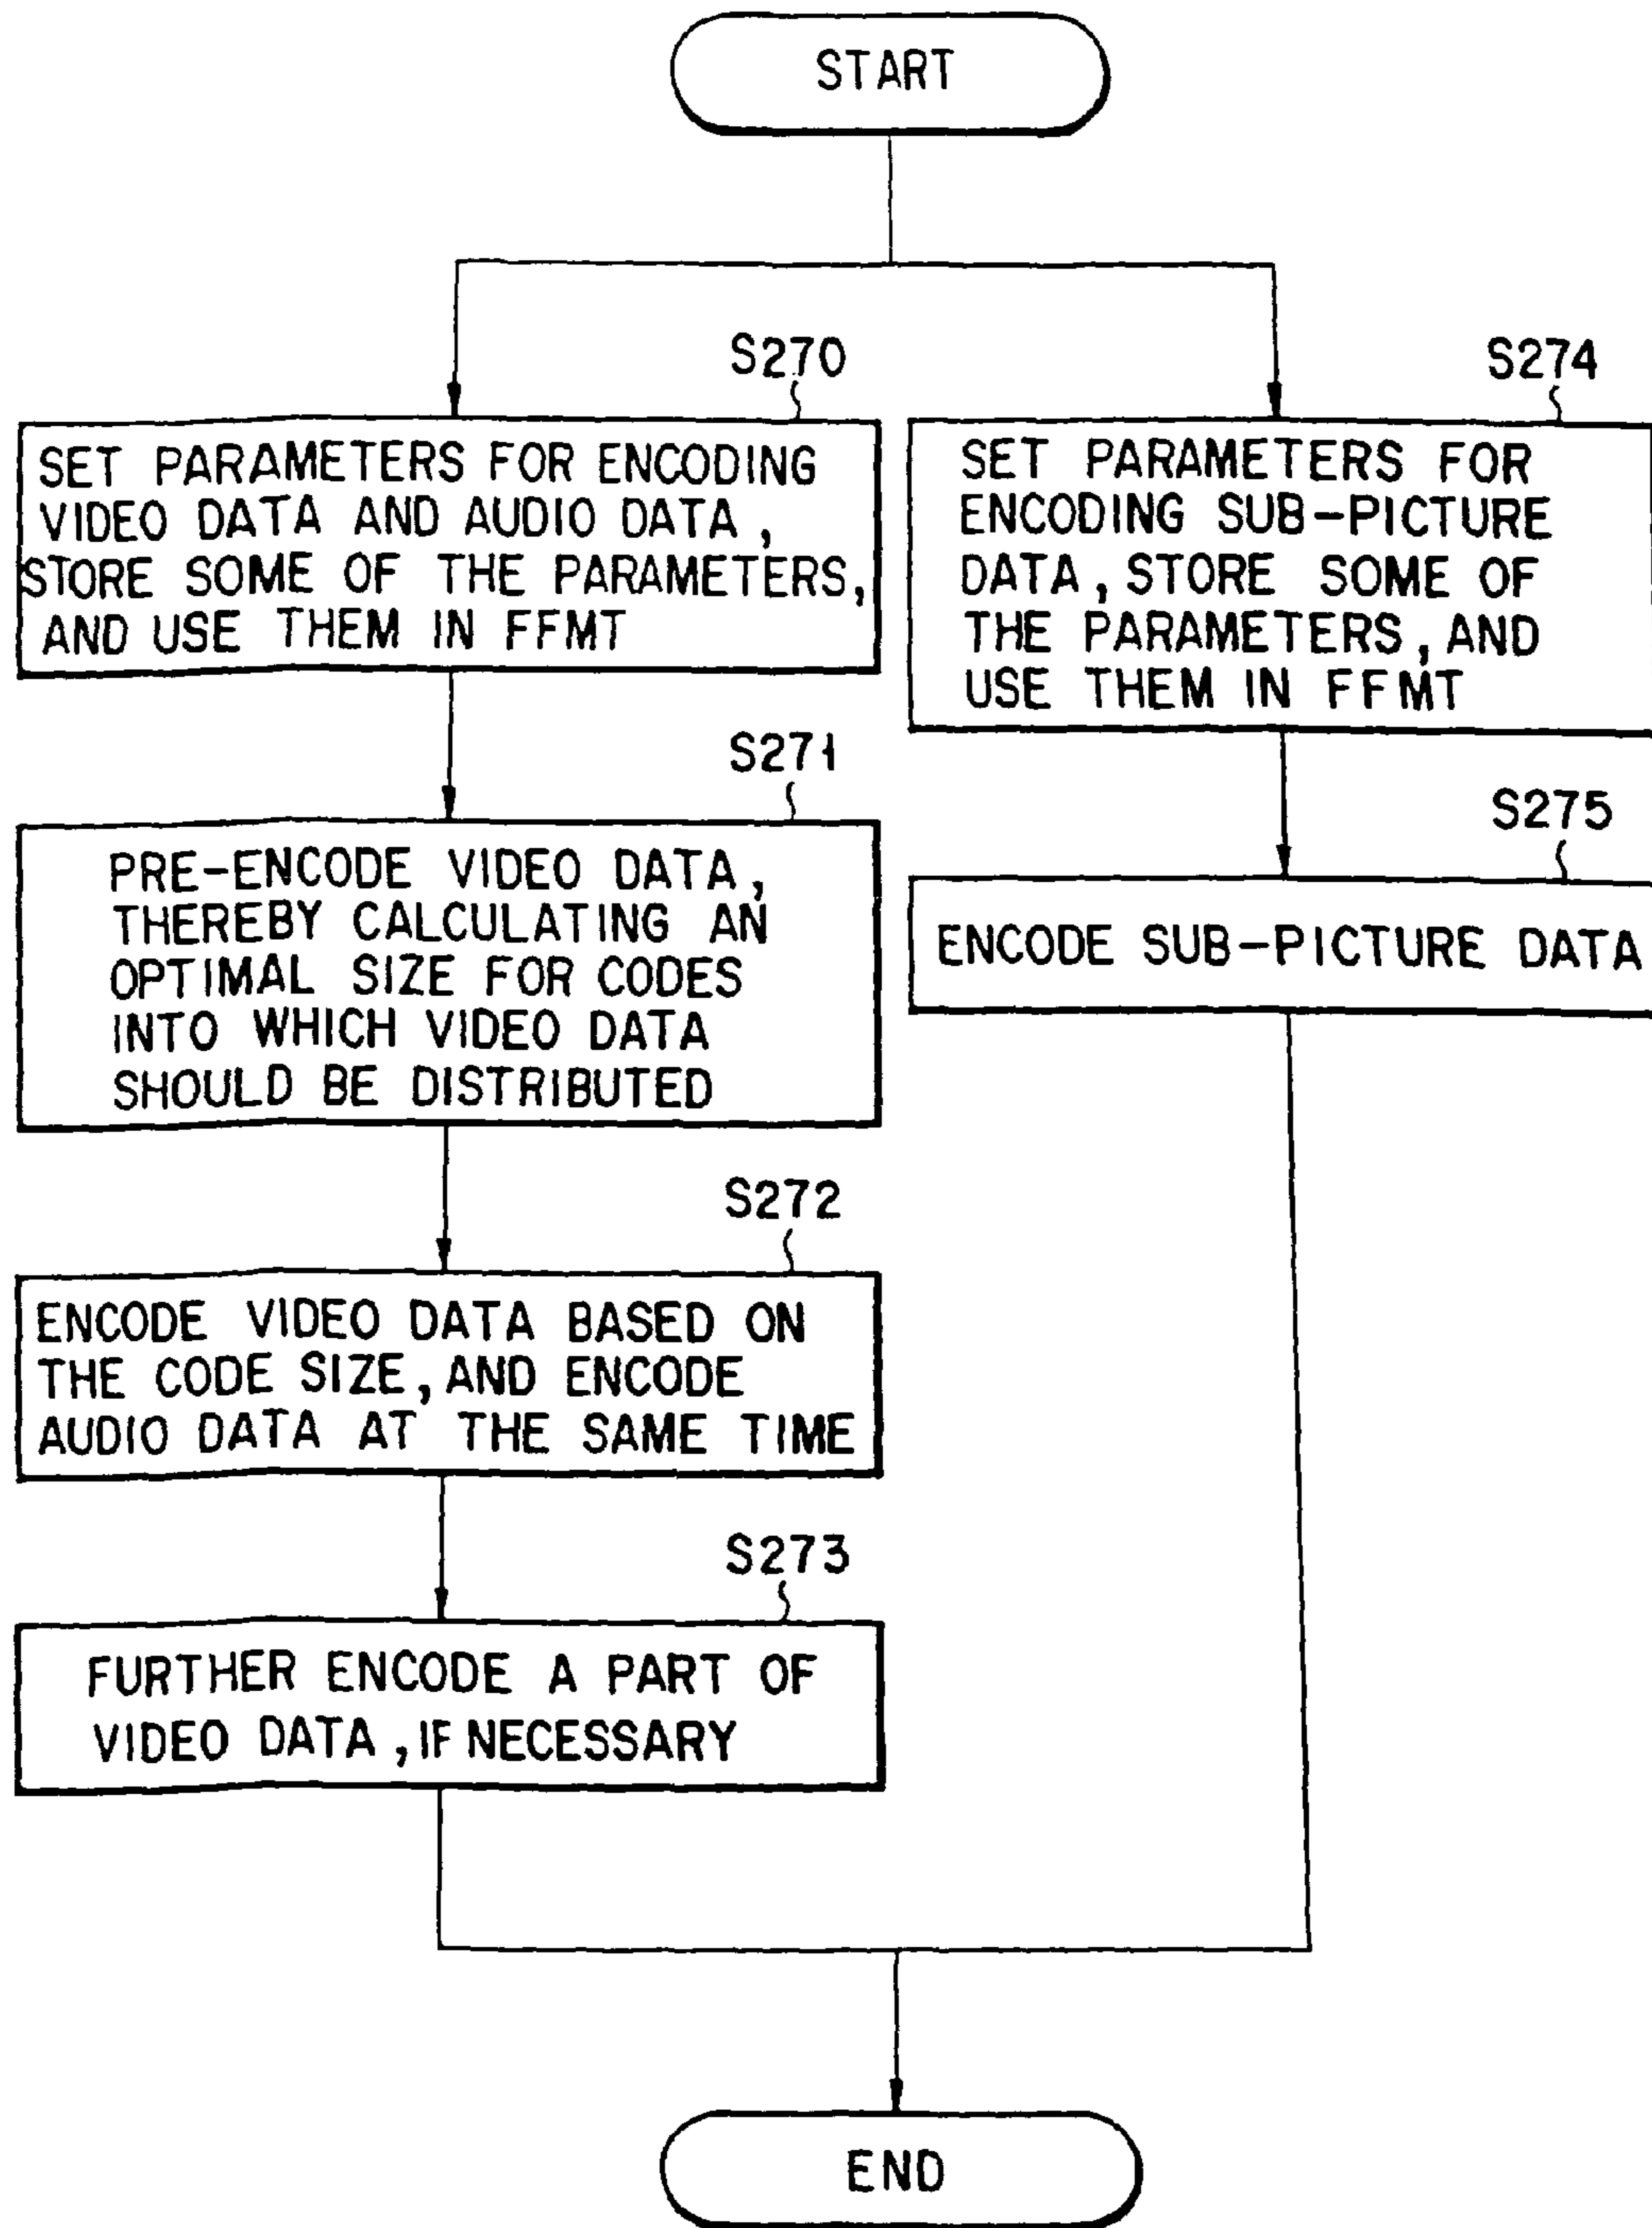 START
S270
SET PARAMETERS FOR ENCODING
VIDEO DATA AND AUDIO DATA,
STORE SOME OF THE PARAMETERS,
AND USE THEM IN FFMT
S271
PRE-ENCODE VIDEO DATA,
THEREBY CALCULATING AN
OPTIMAL SIZE FOR CODES
INTO WHICH VIDEO DATA
SHOULD BE DISTRIBUTED
S272
ENCODE VIDEO DATA BASED ON
THE CODE SIZE, AND ENCODE
AUDIO DATA AT THE SAME TIME
S273
FURTHER ENCODE A PART OF
VIDEO DATA, IF NECESSARY
S274
SET PARAMETERS FOR
ENCODING SUB-PICTURE
DATA, STORE SOME OF
THE PARAMETERS, AND
USE THEM IN FFMT
S275
ENCODE SUB-PICTURE DATA
END